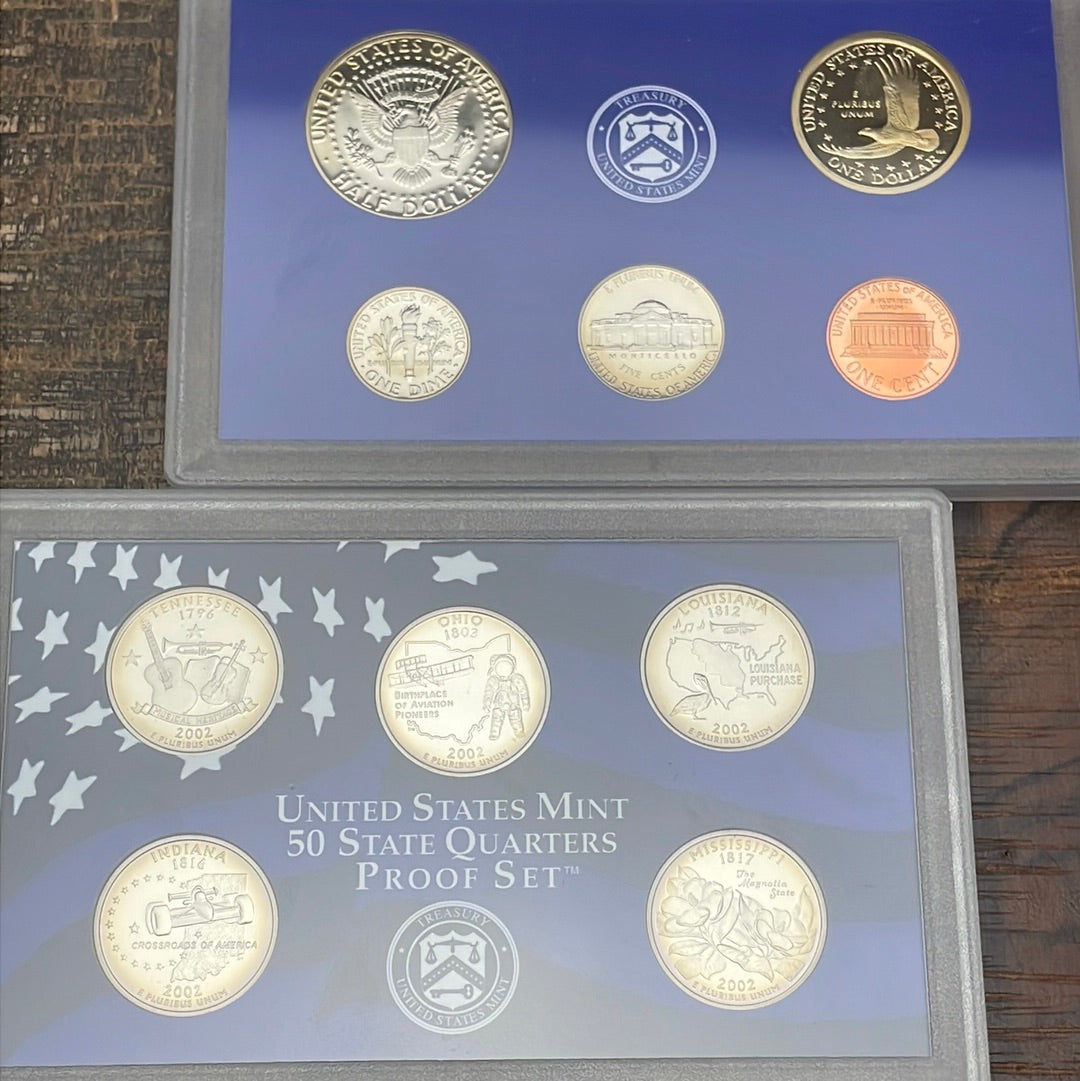 UNITED STATES OF AMERICA
HALF DOLLAR
TREASURY
UNITED STATES MINT
UNITED STATES OF AMERICA
E
PLURIBUS
UNUM
ONE DOLLAR
UNITED STATES OF AMERICA
ONE DIME
E PLURIBUS UNUM
MONTICELLO
FIVE CENTS
UNITED STATES OF AMERICA
UNITED STATES OF AMERICA
E·PLURIBUS
·UNUM·
ONE CENT
TENNESSEE
1796
MUSICAL HERITAGE
2002
E PLURIBUS UNUM
OHIO
1803
BIRTHPLACE
OF AVIATION
PIONEERS
2002
E PLURIBUS UNUM
LOUISIANA
1812
LOUISIANA
PURCHASE
2002
E PLURIBUS UNUM
UNITED STATES MINT
50 STATE QUARTERS
PROOF SET™
INDIANA
1816
CROSSROADS OF AMERICA
2002
E PLURIBUS UNUM
TREASURY
UNITED STATES MINT
MISSISSIPPI
1817
The
Magnolia
State
2002
E PLURIBUS UNUM